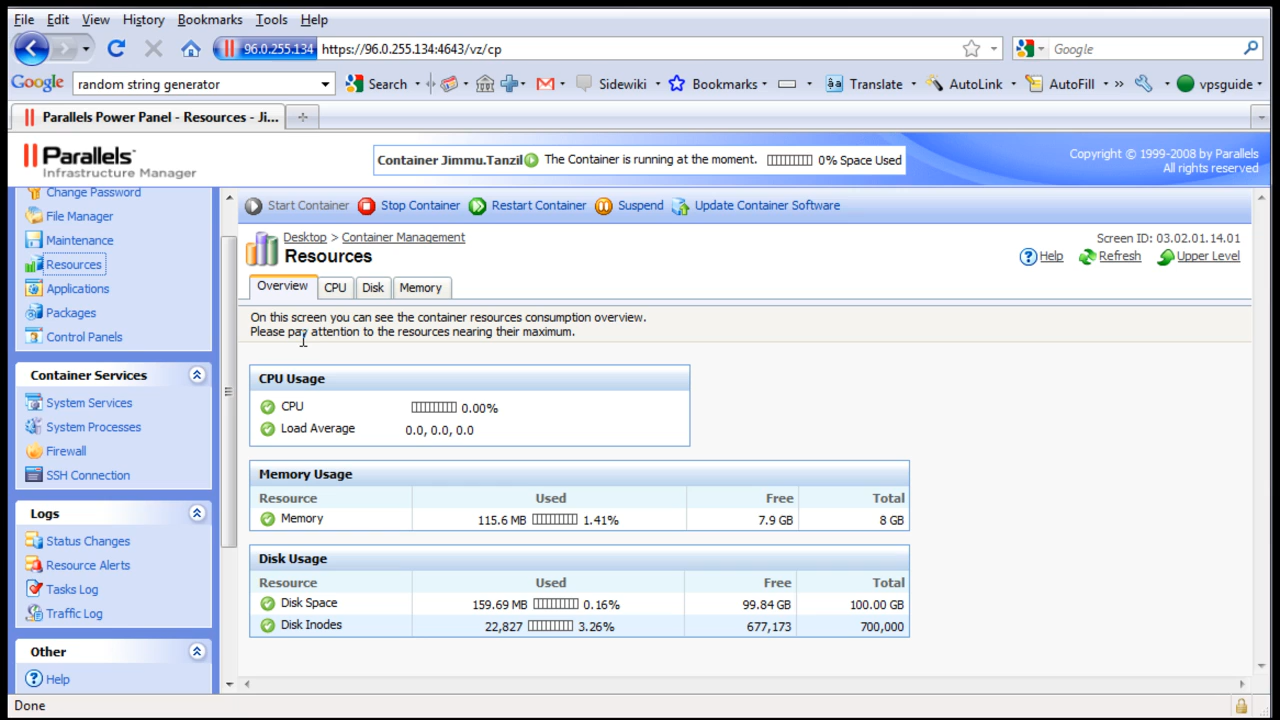 File Edit View History Bookmarks Tools Help
96.0.255.134 https://96.0.255.134:4643/vz/cp Google
Google random string generator Search Sidewiki Bookmarks Translate AutoLink AutoFill » vpsguide
Parallels Power Panel - Resources - Ji...
Parallels Infrastructure Manager
Container Jimmu.Tanzil The Container is running at the moment. 0% Space Used
Copyright © 1999-2008 by Parallels
All rights reserved
Change Password
File Manager
Maintenance
Resources
Applications
Packages
Control Panels
Container Services
System Services
System Processes
Firewall
SSH Connection
Logs
Status Changes
Resource Alerts
Tasks Log
Traffic Log
Other
Help
Start Container Stop Container Restart Container Suspend Update Container Software
Desktop > Container Management
Screen ID: 03.02.01.14.01
Resources
Help Refresh Upper Level
Overview CPU Disk Memory
On this screen you can see the container resources consumption overview.
Please pay attention to the resources nearing their maximum.
CPU Usage
CPU 0.00%
Load Average 0.0, 0.0, 0.0
Memory Usage
Resource Used Free Total
Memory 115.6 MB 1.41% 7.9 GB 8 GB
Disk Usage
Resource Used Free Total
Disk Space 159.69 MB 0.16% 99.84 GB 100.00 GB
Disk Inodes 22,827 3.26% 677,173 700,000
Done